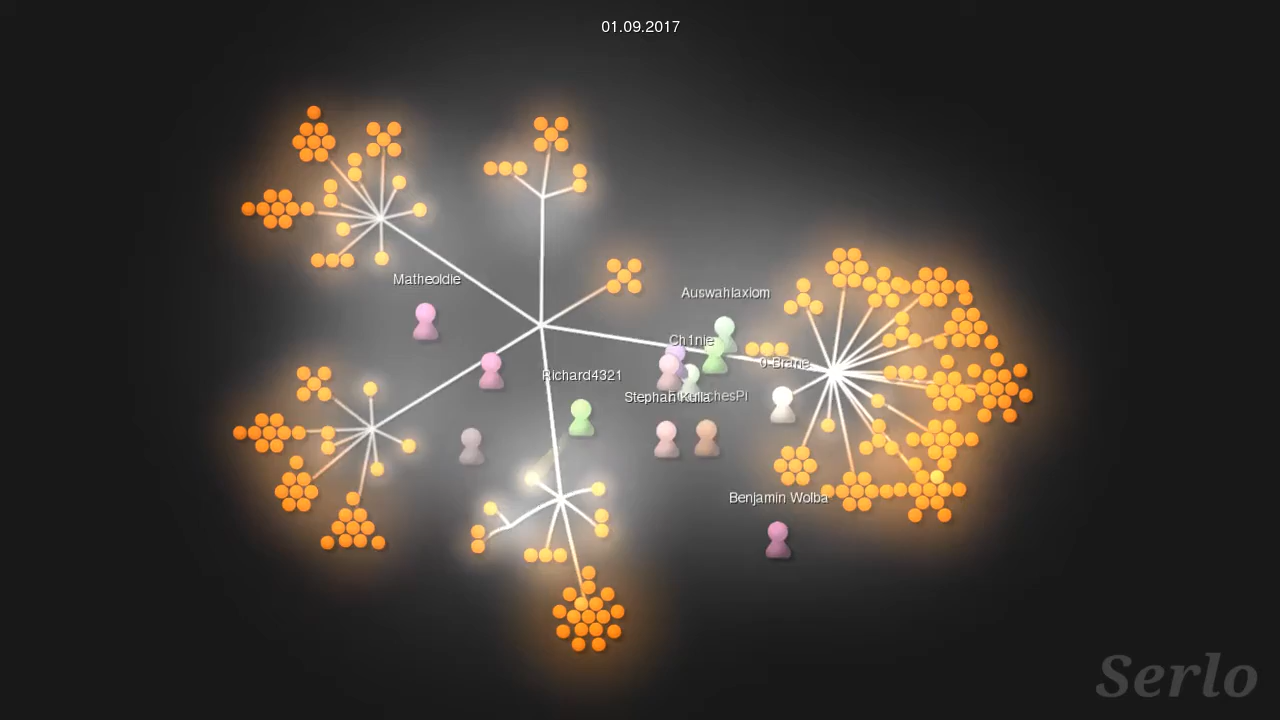 01.09.2017
Matheoldie
Auswahlaxiom
Ch1nie
0-Brane
Richard4321
Stephan Kulla
Benjamin Wolba
Serlo